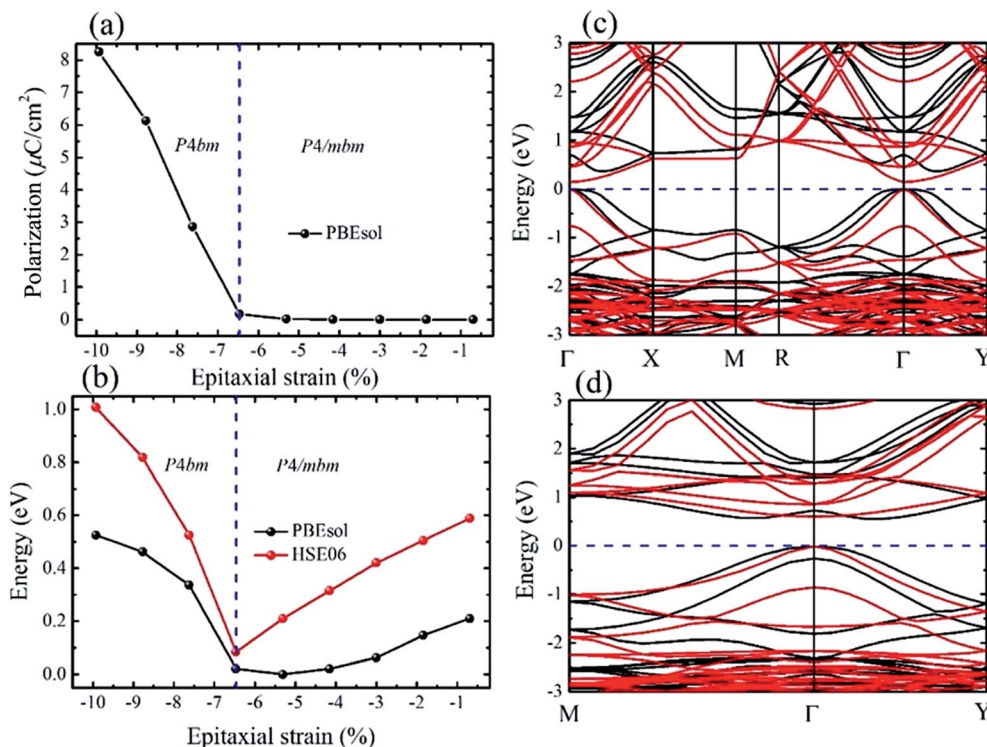 (a)
Polarization (μC/cm²)
8
7
6
5
4
3
2
1
0
P4bm
P4/mbm
PBEsol
-10 -9 -8 -7 -6 -5 -4 -3 -2 -1
Epitaxial strain (%)
(b)
Energy (eV)
1.0
0.8
0.6
0.4
0.2
0.0
P4bm
P4/mbm
PBEsol
HSE06
-10 -9 -8 -7 -6 -5 -4 -3 -2 -1
Epitaxial strain (%)
(c)
Energy (eV)
3
2
1
0
-1
-2
-3
Γ X M R Γ Y
(d)
Energy (eV)
3
2
1
0
-1
-2
-3
M Γ Y